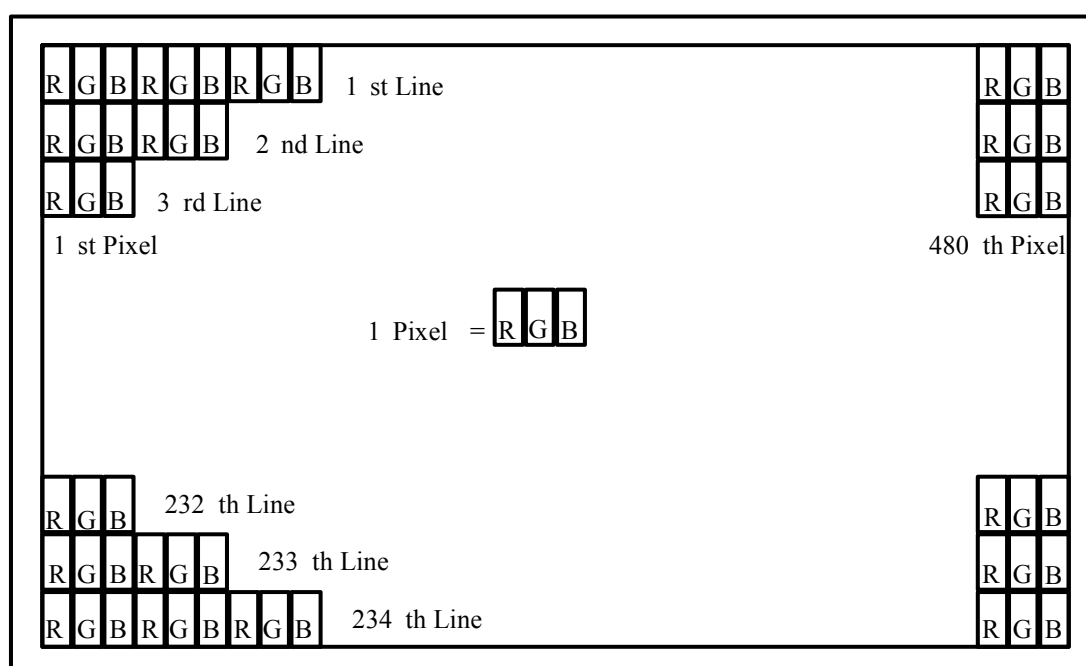 R G B R G B R G B 1 st Line R G B
R G B R G B 2 nd Line R G B
R G B 3 rd Line R G B
1 st Pixel 480 th Pixel
1 Pixel = R G B
R G B 232 th Line R G B
R G B R G B 233 th Line R G B
R G B R G B R G B 234 th Line R G B